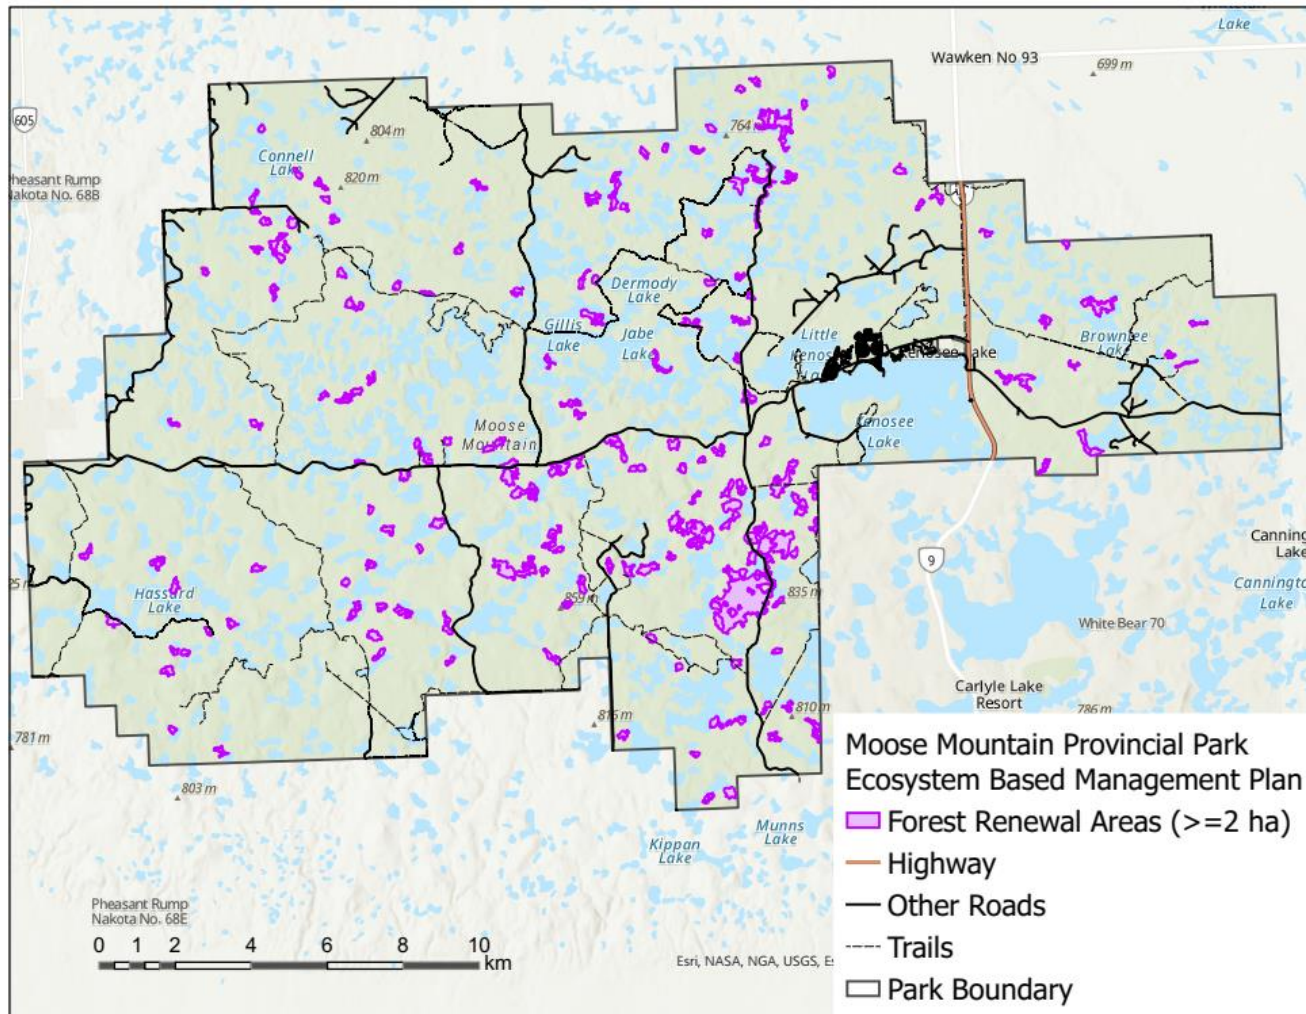 Lake
Wawken No 93
699 m
605
804 m
764
Connell
Lake
820 m
Pheasant Rump
Nakota No. 68B
Dermody
Lake
Gillis
Lake
Jabe
Lake
Little
Kenosee Lake
Brownlee
Lake
Moose
Mountain
Kenosee
Lake
9
Canning
Lake
Cannington
Lake
Hassard
Lake
859 m
835 m
White Bear 70
Carlyle Lake
Resort
786 m
816 m
810 m
781 m
803 m
Munns
Lake
Kippan
Lake
Pheasant Rump
Nakota No. 68E
0 1 2 4 6 8 10
km
Esri, NASA, NGA, USGS, Es
Moose Mountain Provincial Park
Ecosystem Based Management Plan
Forest Renewal Areas (>=2 ha)
Highway
Other Roads
Trails
Park Boundary